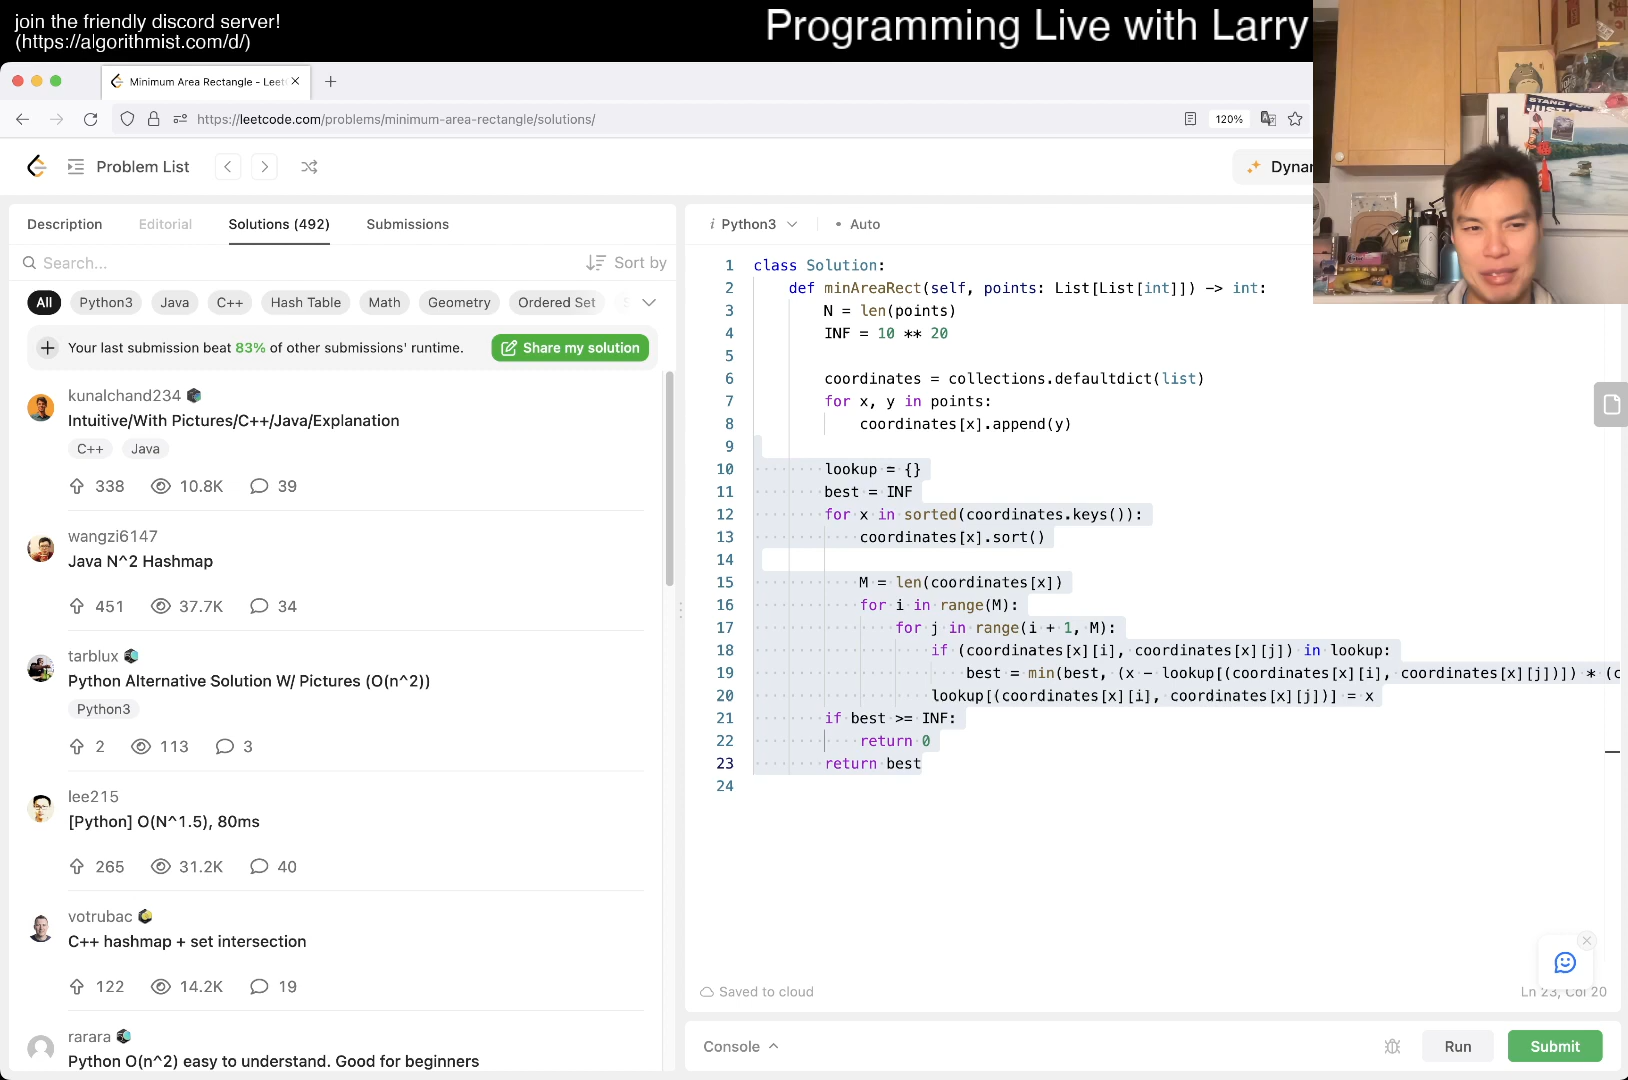 join the friendly discord server!
(https://algorithmist.com/d/)
Programming Live with Larry
Minimum Area Rectangle - Leet
https://leetcode.com/problems/minimum-area-rectangle/solutions/
120%
Problem List
Dynar
Description
Editorial
Solutions (492)
Submissions
Search...
Sort by
All
Python3
Java
C++
Hash Table
Math
Geometry
Ordered Set
Your last submission beat 83% of other submissions' runtime.
Share my solution
kunalchand234
Intuitive/With Pictures/C++/Java/Explanation
C++
Java
338
10.8K
39
wangzi6147
Java N^2 Hashmap
451
37.7K
34
tarblux
Python Alternative Solution W/ Pictures (O(n^2))
Python3
2
113
3
lee215
[Python] O(N^1.5), 80ms
265
31.2K
40
votrubac
C++ hashmap + set intersection
122
14.2K
19
rarara
Python O(n^2) easy to understand. Good for beginners
i Python3
• Auto
1 class Solution:
2 def minAreaRect(self, points: List[List[int]]) -> int:
3 N = len(points)
4 INF = 10 ** 20
5
6 coordinates = collections.defaultdict(list)
7 for x, y in points:
8 coordinates[x].append(y)
9
10 lookup = {}
11 best = INF
12 for x in sorted(coordinates.keys()):
13 coordinates[x].sort()
14
15 M = len(coordinates[x])
16 for i in range(M):
17 for j in range(i + 1, M):
18 if (coordinates[x][i], coordinates[x][j]) in lookup:
19 best = min(best, (x - lookup[(coordinates[x][i], coordinates[x][j])]) * (c
20 lookup[(coordinates[x][i], coordinates[x][j])] = x
21 if best >= INF:
22 return 0
23 return best
24
Saved to cloud
Ln 23, Col 20
Console
Run
Submit